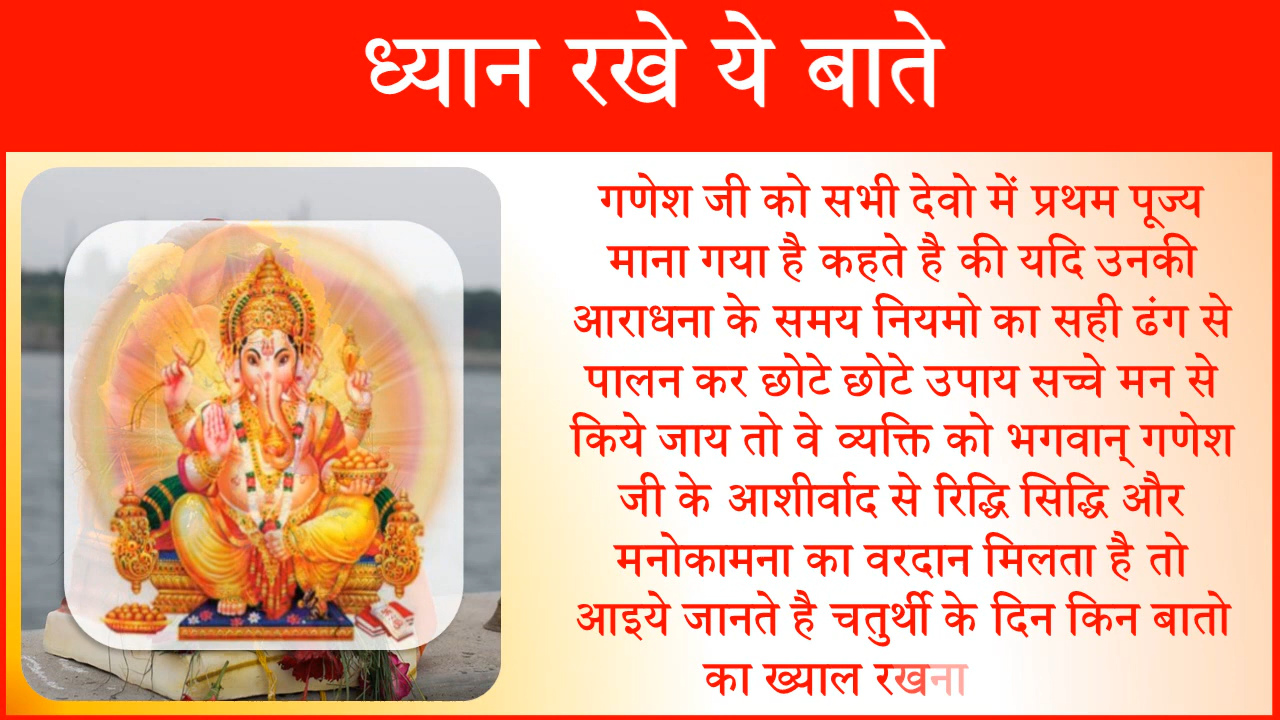 ध्यान रखे ये बाते
गणेश जी को सभी देवो में प्रथम पूज्य
माना गया है कहते है की यदि उनकी
आराधना के समय नियमो का सही ढंग से
पालन कर छोटे छोटे उपाय सच्चे मन से
किये जाय तो वे व्यक्ति को भगवान् गणेश
जी के आशीर्वाद से रिद्धि सिद्धि और
मनोकामना का वरदान मिलता है तो
आइये जानते है चतुर्थी के दिन किन बातो
का ख्याल रखना